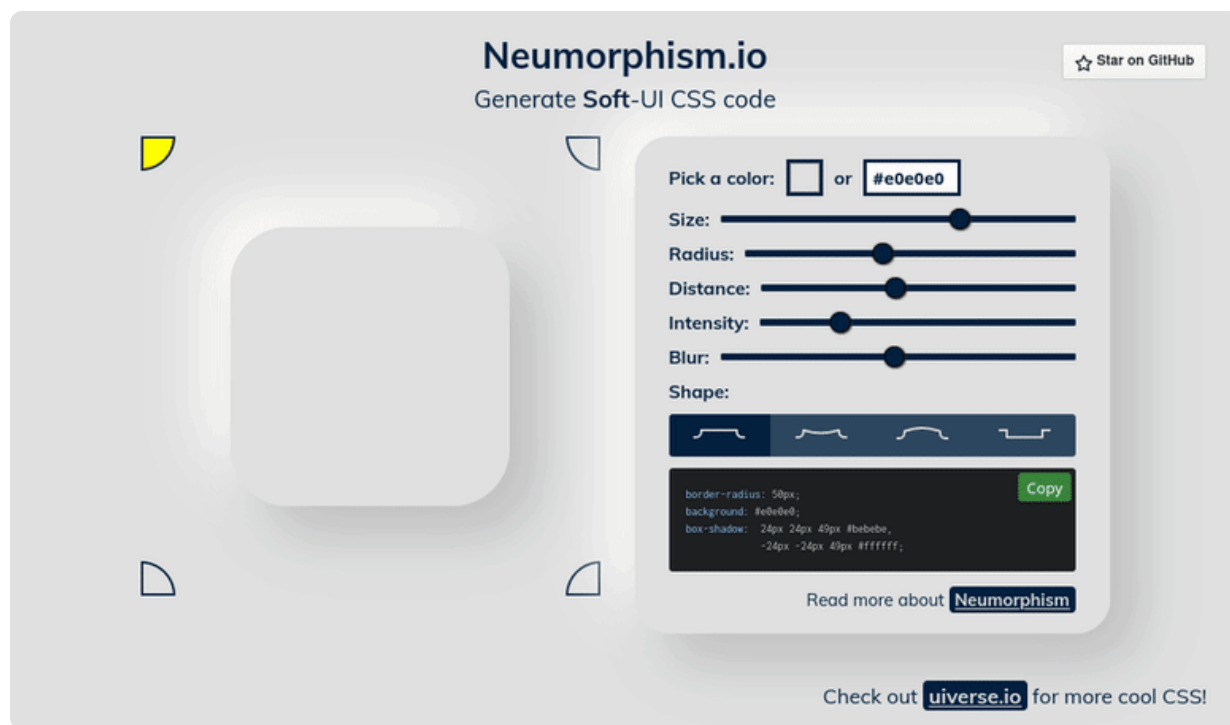 Neumorphism.io
Generate Soft-UI CSS code
Star on GitHub
Pick a color: or #e0e0e0
Size:
Radius:
Distance:
Intensity:
Blur:
Shape:
Copy
border-radius: 50px;
background: #e0e0e0;
box-shadow: 24px 24px 49px #bebebe,
-24px -24px 49px #ffffff;
Read more about Neumorphism
Check out uiverse.io for more cool CSS!